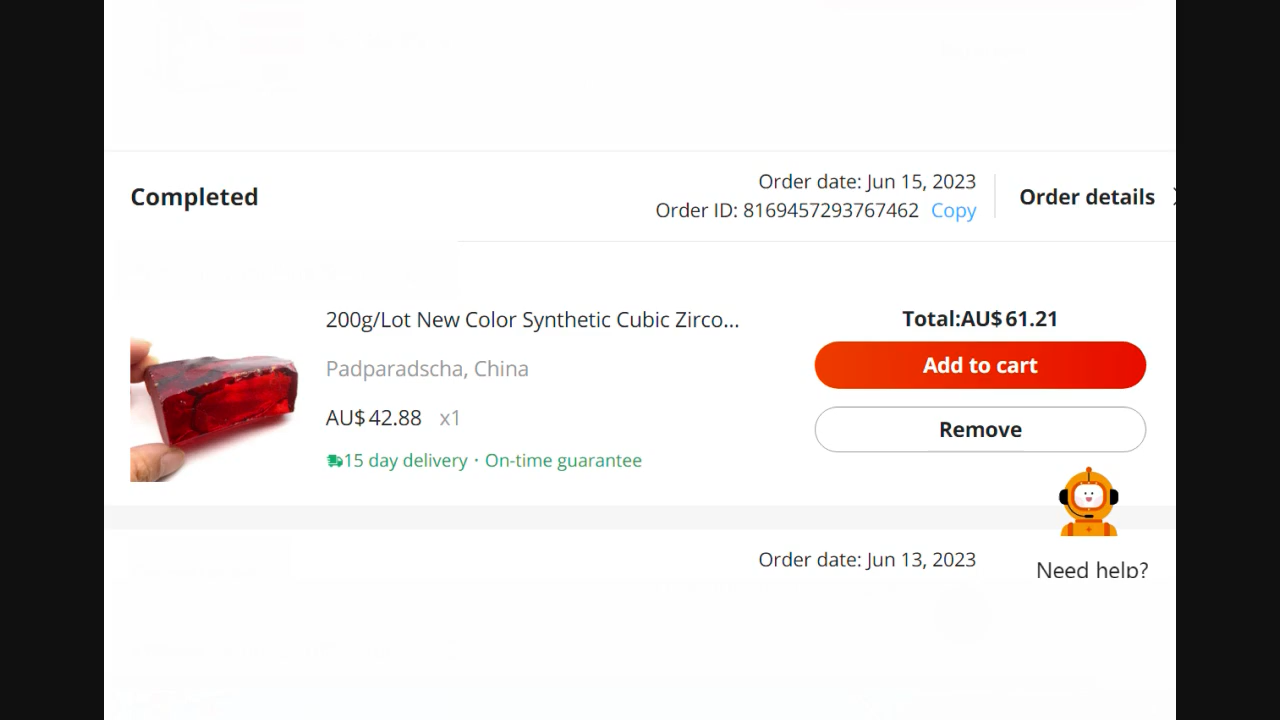 Completed
Order date: Jun 15, 2023
Order ID: 8169457293767462 Copy
Order details
200g/Lot New Color Synthetic Cubic Zirco...
Padparadscha, China
AU$42.88 x1
15 day delivery · On-time guarantee
Total:AU$61.21
Add to cart
Remove
Order date: Jun 13, 2023
Need help?